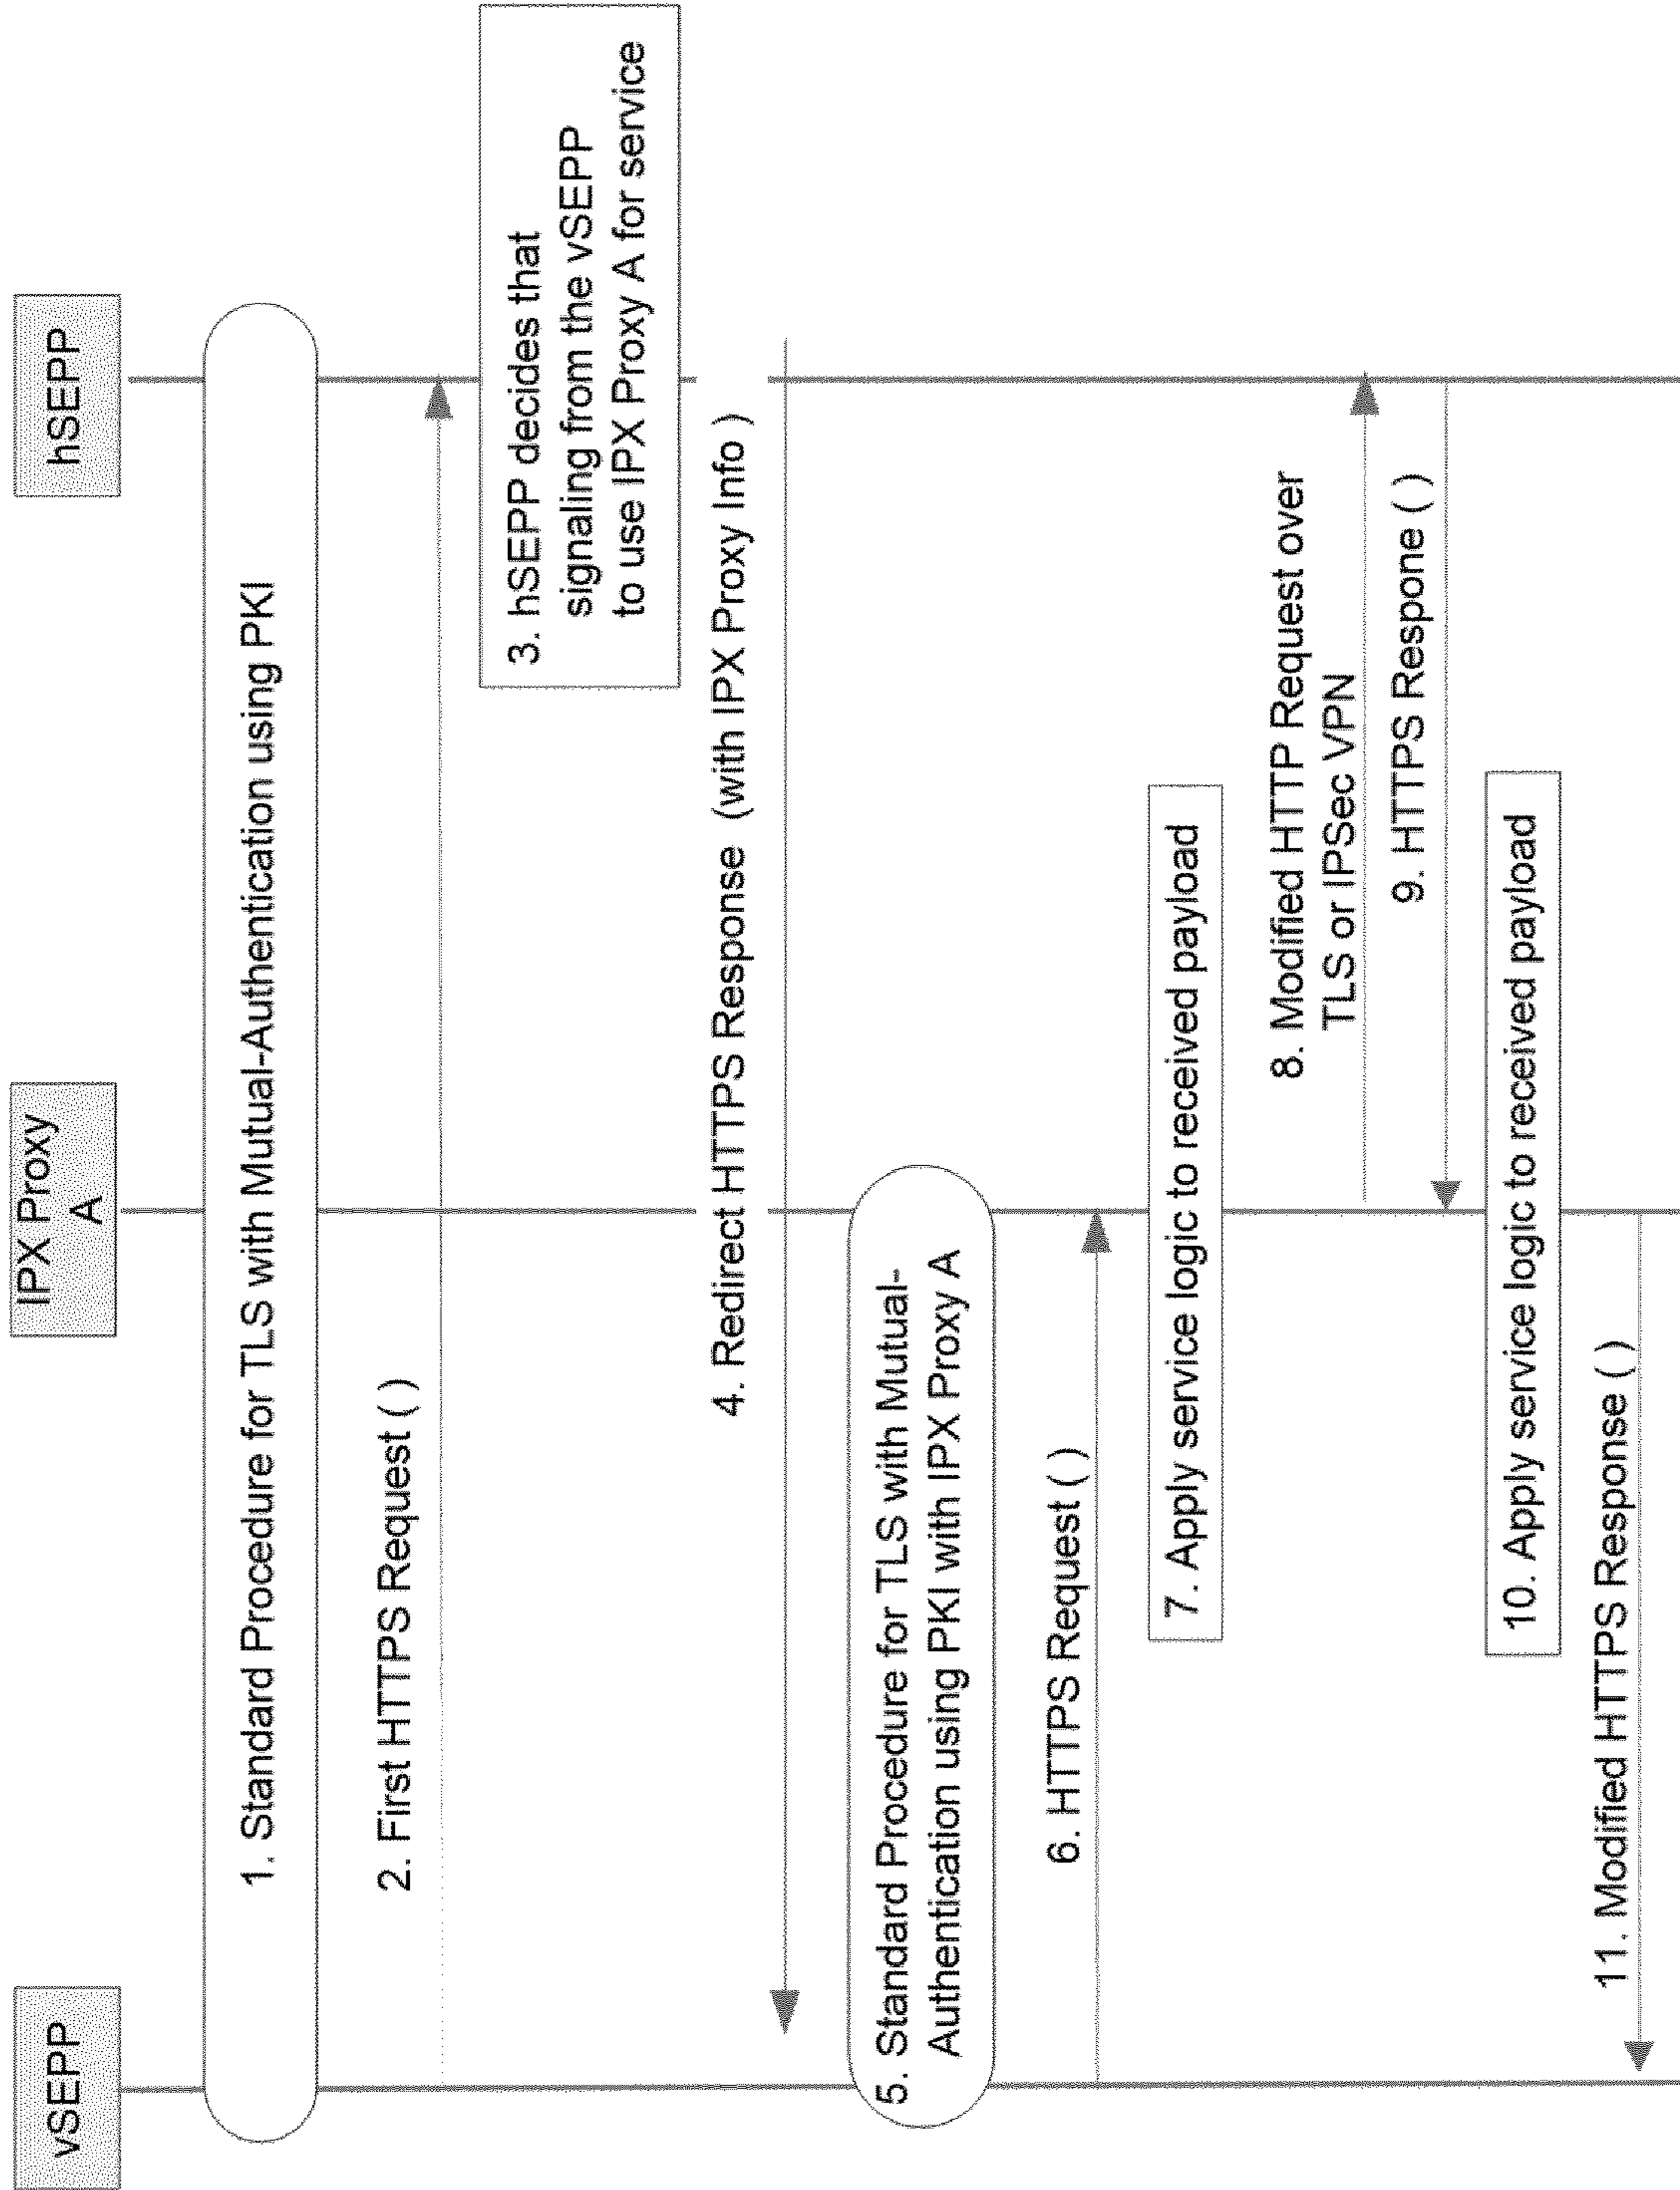 vSEPP
IPX Proxy
A
hSEPP
1. Standard Procedure for TLS with Mutual-Authentication using PKI
2. First HTTPS Request ( )
3. hSEPP decides that
signaling from the vSEPP
to use IPX Proxy A for service
4. Redirect HTTPS Response (with IPX Proxy Info )
5. Standard Procedure for TLS with Mutual-
Authentication using PKI with IPX Proxy A
6. HTTPS Request ( )
7. Apply service logic to received payload
8. Modified HTTP Request over
TLS or IPSec VPN
9. HTTPS Respone ( )
10. Apply service logic to received payload
11. Modified HTTPS Response ( )